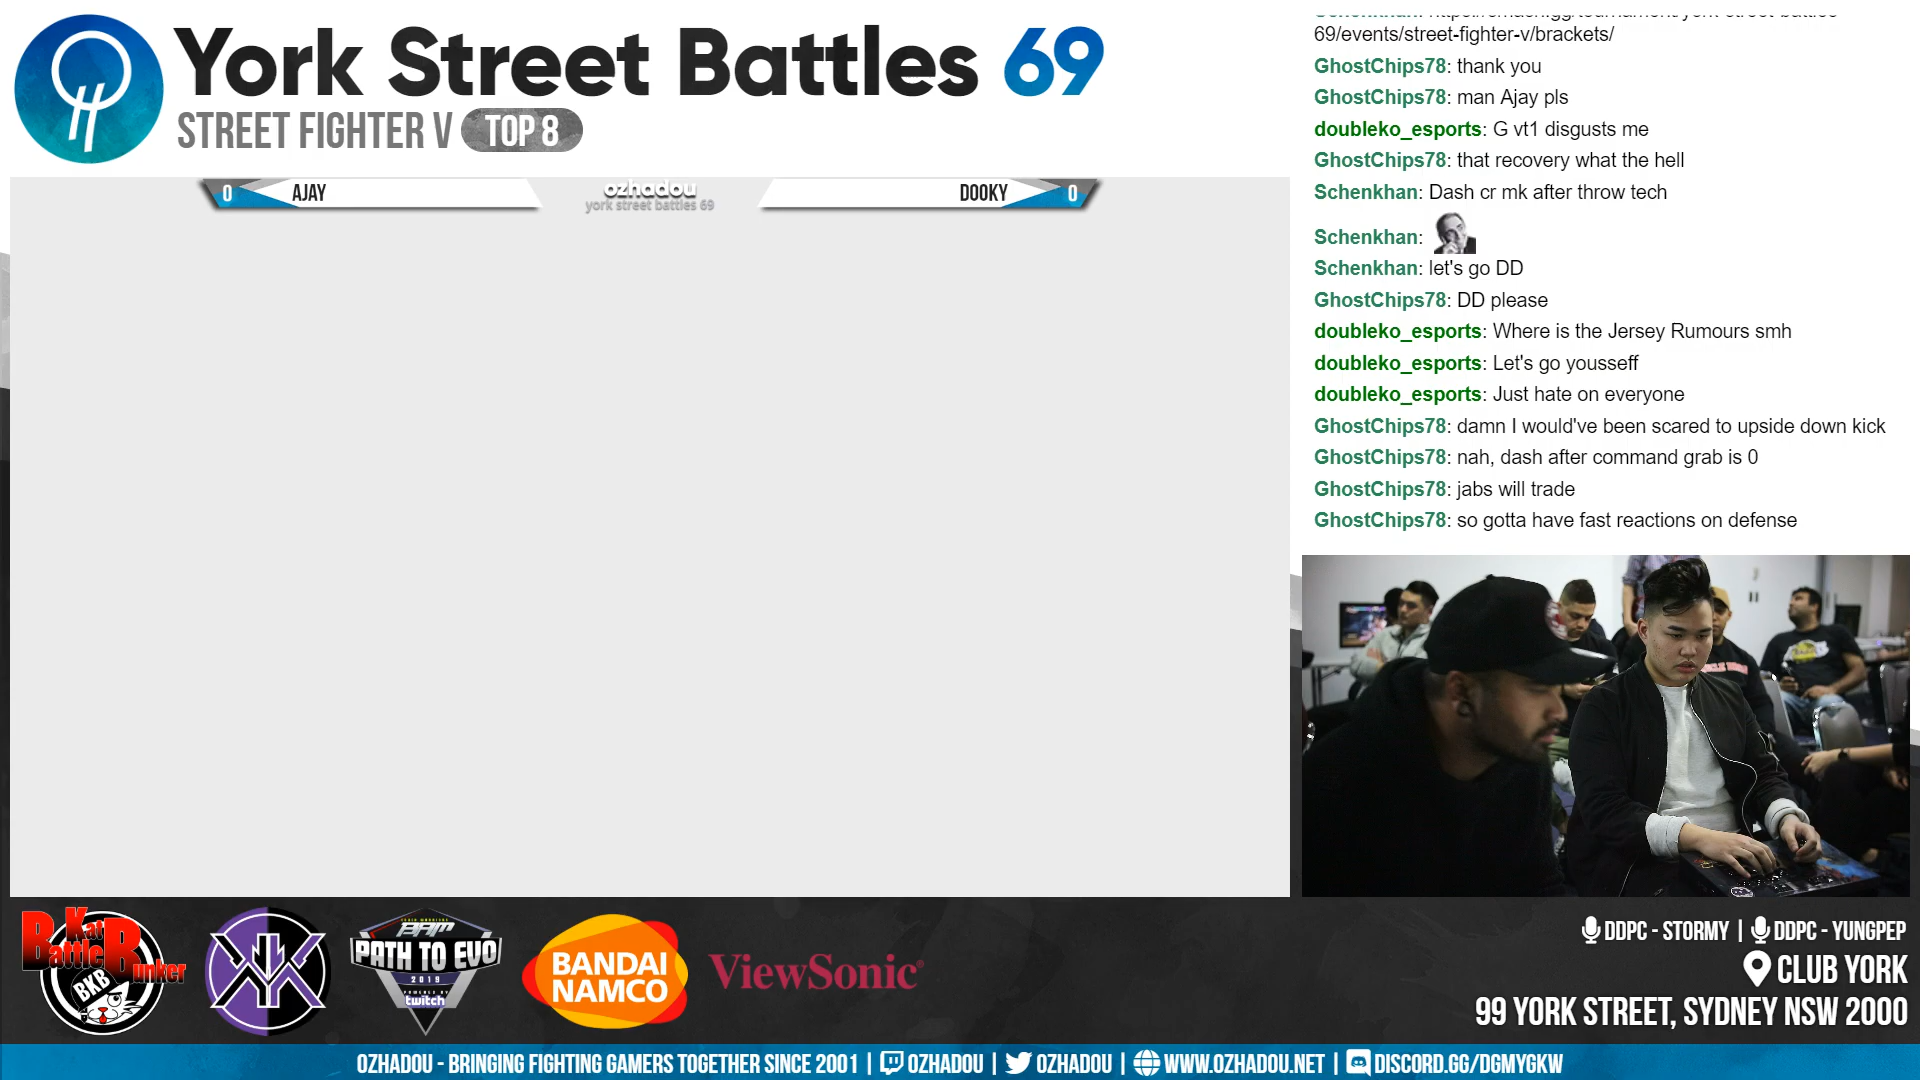 York Street Battles 69
STREET FIGHTER V TOP 8
0 AJAY
ozhadou
york street battles 69
DOOKY 0
69/events/street-fighter-v/brackets/
GhostChips78: thank you
GhostChips78: man Ajay pls
doubleko_esports: G vt1 disgusts me
GhostChips78: that recovery what the hell
Schenkhan: Dash cr mk after throw tech
Schenkhan:
Schenkhan: let's go DD
GhostChips78: DD please
doubleko_esports: Where is the Jersey Rumours smh
doubleko_esports: Let's go yousseff
doubleko_esports: Just hate on everyone
GhostChips78: damn I would've been scared to upside down kick
GhostChips78: nah, dash after command grab is 0
GhostChips78: jabs will trade
GhostChips78: so gotta have fast reactions on defense
Kat Battle Bunker
BKB
BAM
PATH TO EVO
2019
POWERED BY
twitch
BANDAI
NAMCO
ViewSonic
DDPC - STORMY | DDPC - YUNGPEP
CLUB YORK
99 YORK STREET, SYDNEY NSW 2000
OZHADOU - BRINGING FIGHTING GAMERS TOGETHER SINCE 2001 | OZHADOU | OZHADOU | WWW.OZHADOU.NET | DISCORD.GG/DGMYGKW